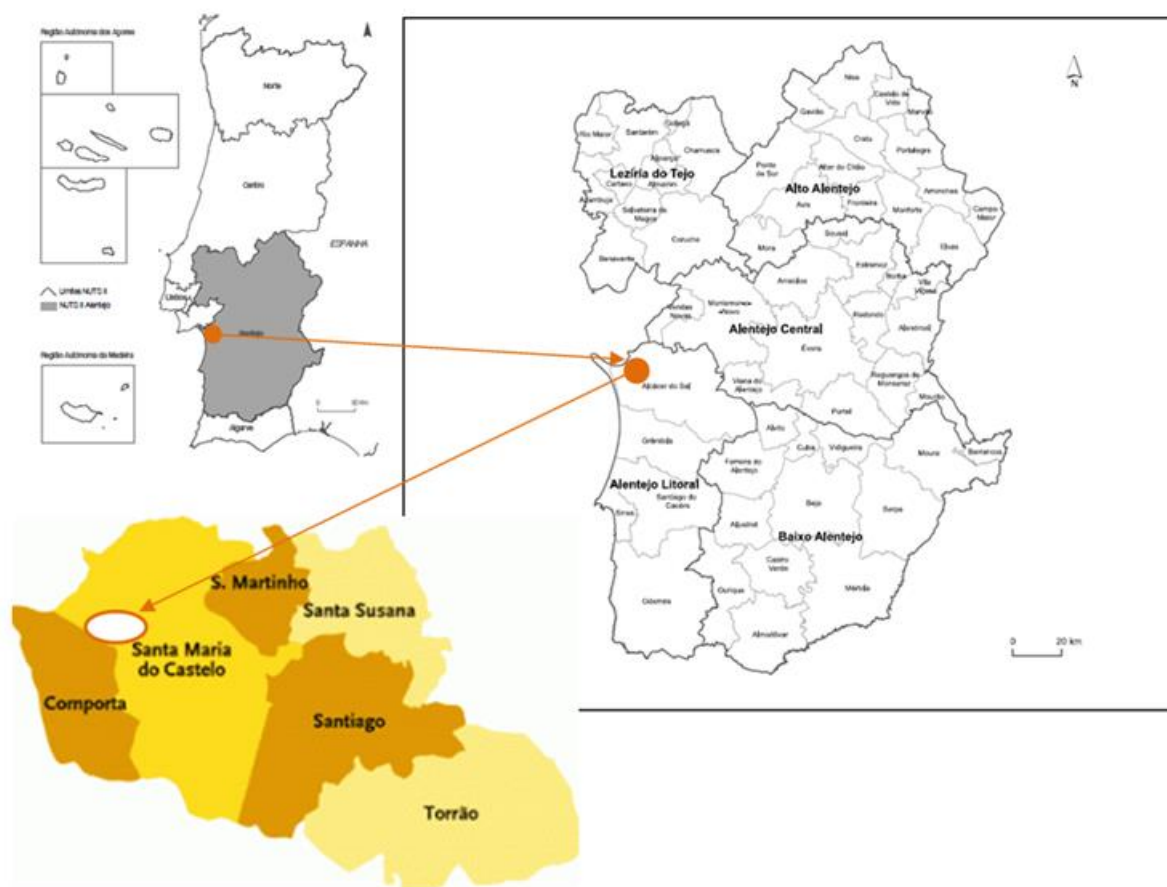 Região Autónoma dos Açores
Norte
Centro
ESPANHA
Lisboa
Limites NUTS II
NUTS II Alentejo
Alentejo
Região Autónoma da Madeira
Algarve
N
Nisa
Castelo de
Vide
Gavião
Marvão
Rio Maior
Santarém
Golegã
Chamusca
Crato
Portalegre
Alpiarça
Lezíria do Tejo
Cartaxo
Almeirim
Ponte
de Sor
Alter do Chão
Alto Alentejo
Arronches
Azambuja
Salvaterra de
Magos
Avis
Fronteira
Monforte
Campo
Maior
Coruche
Sousel
Mora
Elvas
Benavente
Estremoz
Arraiolos
Borba
Vila
Viçosa
Vendas
Novas
Montemor-o
-Novo
Redondo
Alandroal
Alentejo Central
Évora
Reguengos de
Monsaraz
Viana do
Alentejo
Alcácer do Sal
Mourão
Portel
Grândola
Alvito
Cuba
Vidigueira
Moura
Barrancos
Ferreira do
Alentejo
Alentejo Litoral
Santiago do
Cacém
Sines
Beja
Serpa
Aljustrel
Baixo Alentejo
Castro
Verde
Ourique
Mértola
Odemira
Almodôvar
0 20 km
S. Martinho
Santa Susana
Santa Maria
do Castelo
Comporta
Santiago
Torrão